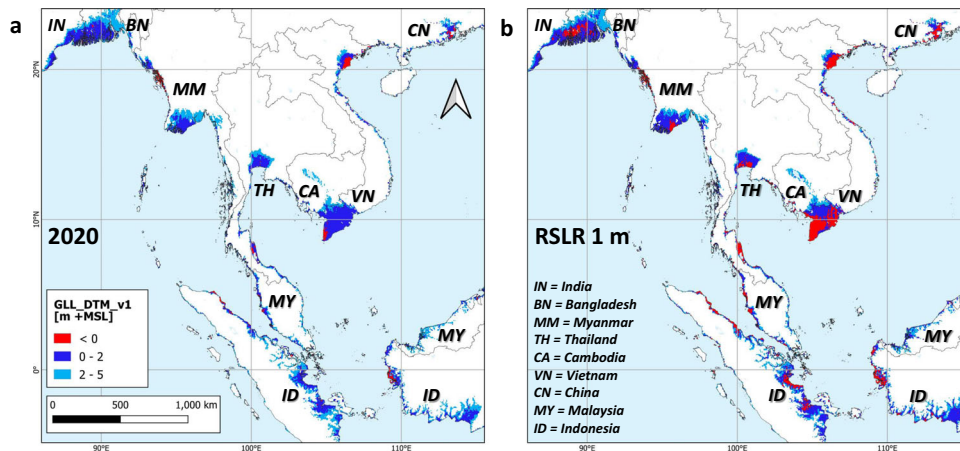 a
IN
BN
CN
20°N
MM
TH
CA
VN
10°N
2020
GLL_DTM_v1
[m +MSL]
< 0
0 - 2
2 - 5
MY
MY
0°
0
500
1,000 km
ID
ID
90°E
100°E
110°E
b
IN
BN
CN
20°N
MM
TH
CA
VN
10°N
RSLR 1 m
IN = India
BN = Bangladesh
MM = Myanmar
TH = Thailand
CA = Cambodia
VN = Vietnam
CN = China
MY = Malaysia
ID = Indonesia
MY
MY
0°
ID
ID
90°E
100°E
110°E